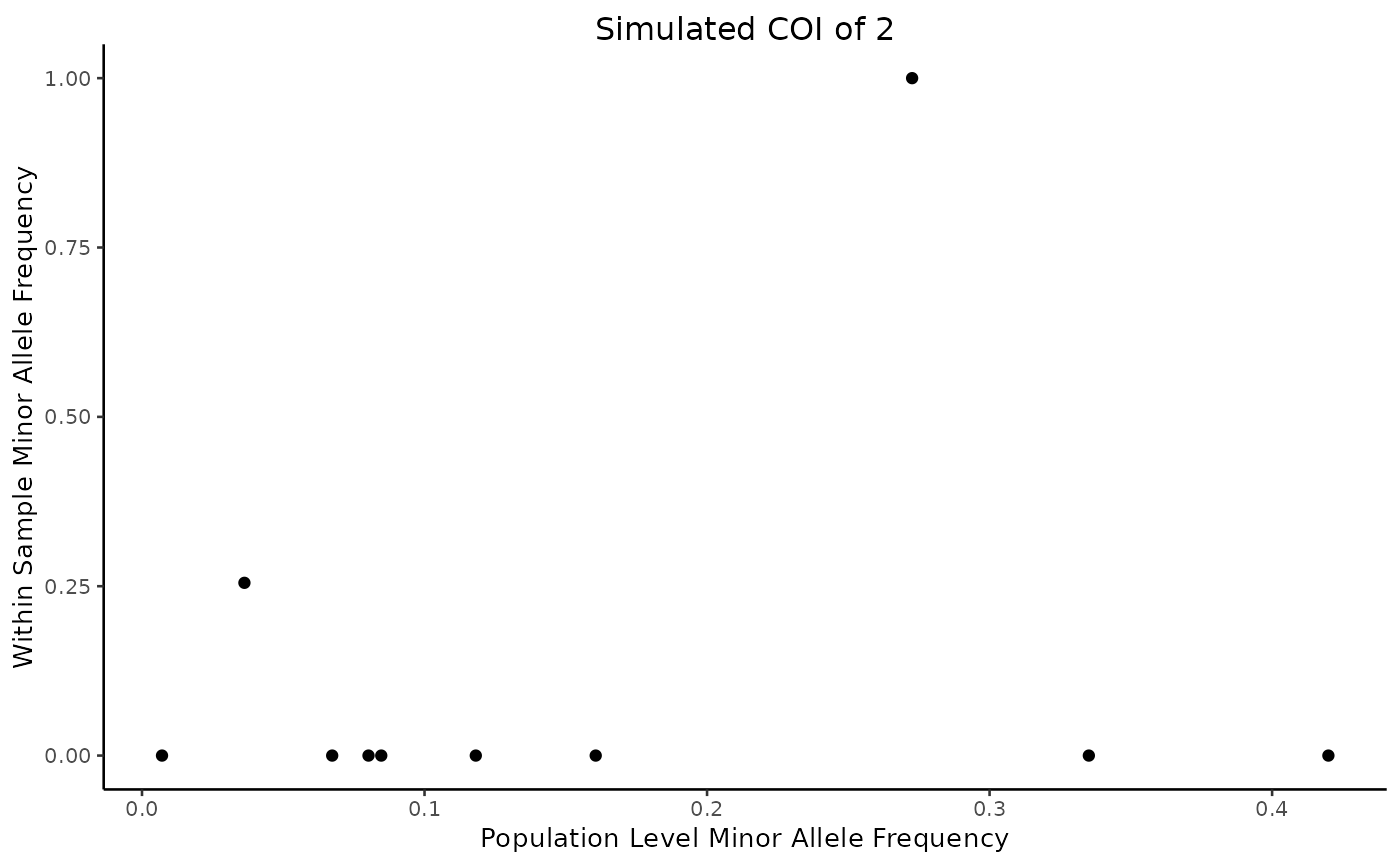 Simulated COI of 2
Within Sample Minor Allele Frequency
1.00
0.75
0.50
0.25
0.00
0.0 0.1 0.2 0.3 0.4
Population Level Minor Allele Frequency